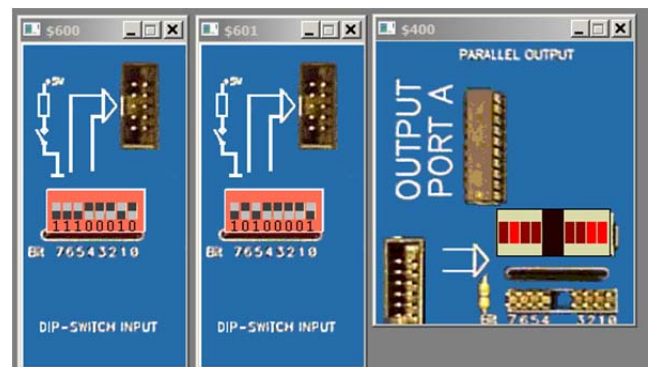 $600
+5V
11100010
Bit 76543210
DIP-SWITCH INPUT
$601
+5V
10100001
Bit 76543210
DIP-SWITCH INPUT
$400
PARALLEL OUTPUT
OUTPUT
PORT A
Bit 7654 3210